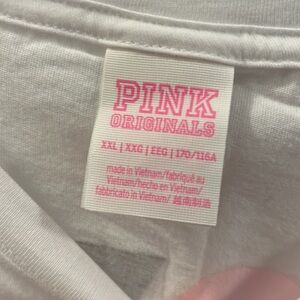 PINK
ORIGINALS
XXL | XXG | EEG | 170/116A
made in Vietnam/fabriqué au
Vietnam/hecho en Vietnam/
fabbricato in Vietnam/ 越南制造